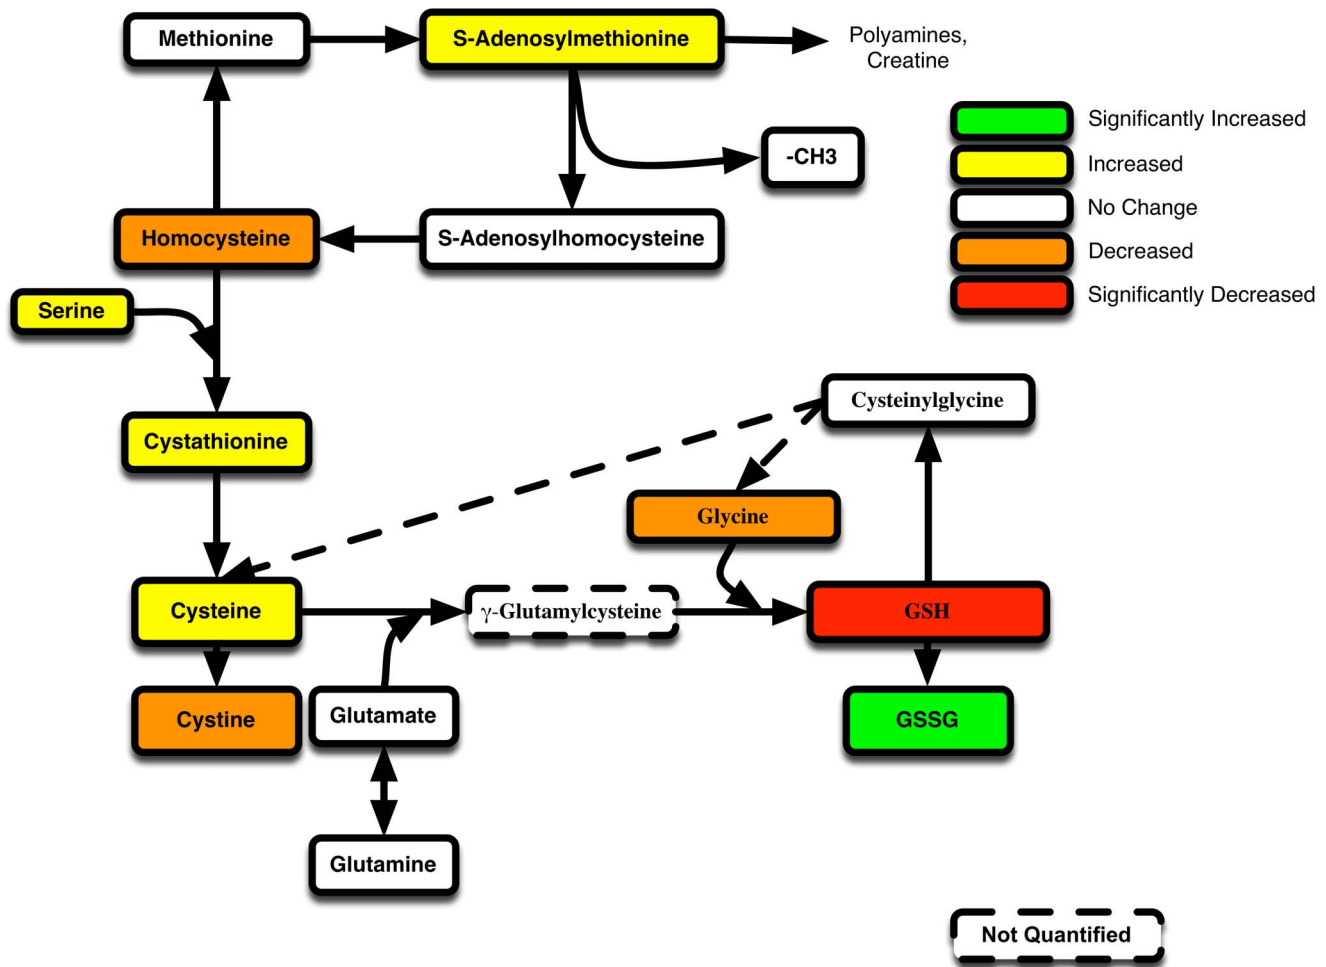 Methionine
S-Adenosylmethionine
Polyamines,
Creatine
-CH3
Significantly Increased
Increased
No Change
Decreased
Significantly Decreased
Homocysteine
S-Adenosylhomocysteine
Serine
Cystathionine
Cysteinylglycine
Glycine
Cysteine
γ-Glutamylcysteine
GSH
Cystine
Glutamate
GSSG
Glutamine
Not Quantified